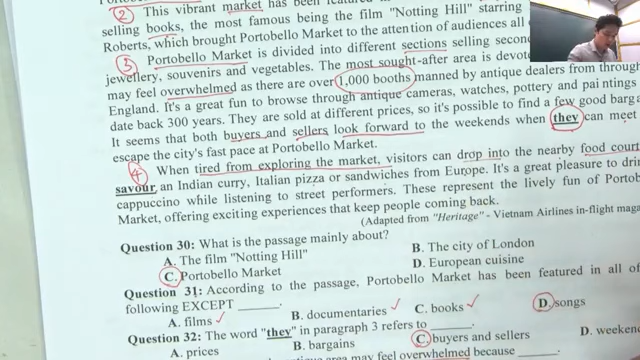 ② This vibrant market has been featured in
selling books, the most famous being the film "Notting Hill" starring
Roberts, which brought Portobello Market to the attention of audiences all
③ Portobello Market is divided into different sections selling
jewellery, souvenirs and vegetables. The most sought-after area is
may feel overwhelmed as there are over 1,000 booths manned by antique dealers from
England. It's a great fun to browse through antique cameras, watches, pottery and paintings
date back 300 years. They are sold at different prices, so it's possible to find a few good
It seems that both buyers and sellers look forward to the weekends when they can meet
escape the city's fast pace at Portobello Market.
④ When tired from exploring the market, visitors can drop into the nearby food court
savour an Indian curry, Italian pizza or sandwiches from Europe. It's a great pleasure to
cappuccino while listening to street performers. These represent the lively fun of
Market, offering exciting experiences that keep people coming back.
(Adapted from "Heritage" - Vietnam Airlines in-flight
Question 30: What is the passage mainly about?
A. The film "Notting Hill" B. The city of London
C. Portobello Market D. European cuisine
Question 31: According to the passage, Portobello Market has been featured in all of
following EXCEPT ______.
A. films B. documentaries C. books D. songs
Question 32: The word "they" in paragraph 3 refers to ______.
A. prices B. bargains C. buyers and sellers D.
area may feel overwhelmed because ______